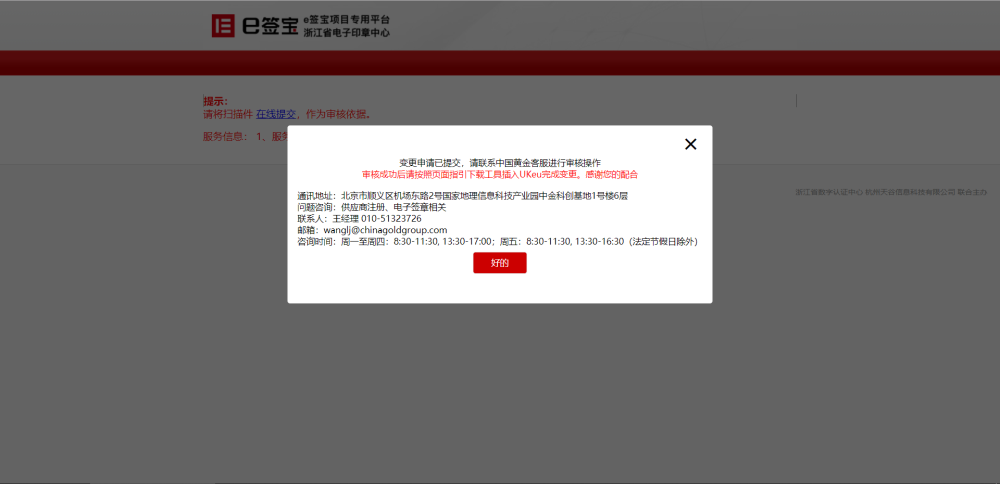 e签宝
e签宝项目专用平台
浙江省电子印章中心
提示：
请将扫描件 在线提交，作为审核依据。
服务信息： 1、服务
变更申请已提交，请联系中国黄金客服进行审核操作
审核成功后请按照页面指引下载工具插入UKeu完成变更。感谢您的配合
通讯地址：北京市顺义区机场东路2号国家地理信息科技产业园中会科创基地1号楼6层
问题咨询：供应商注册、电子签章相关
联系人：王经理 010-51323726
邮箱：wanglj@chinagoldgroup.com
咨询时间：周一至周四：8:30-11:30, 13:30-17:00；周五：8:30-11:30, 13:30-16:30（法定节假日除外）
好的
浙江省数字认证中心 杭州天谷信息科技有限公司 联合主办